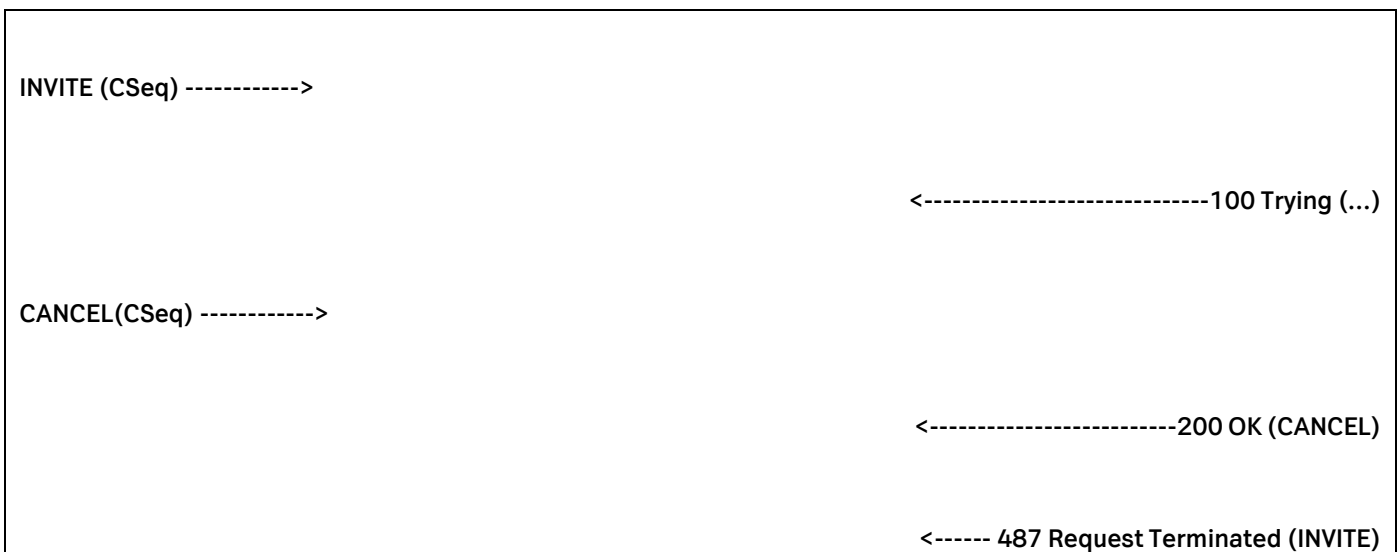 INVITE (CSeq) ------------>
<------------------------------100 Trying (...)
CANCEL(CSeq) ------------>
<--------------------------200 OK (CANCEL)
<------ 487 Request Terminated (INVITE)